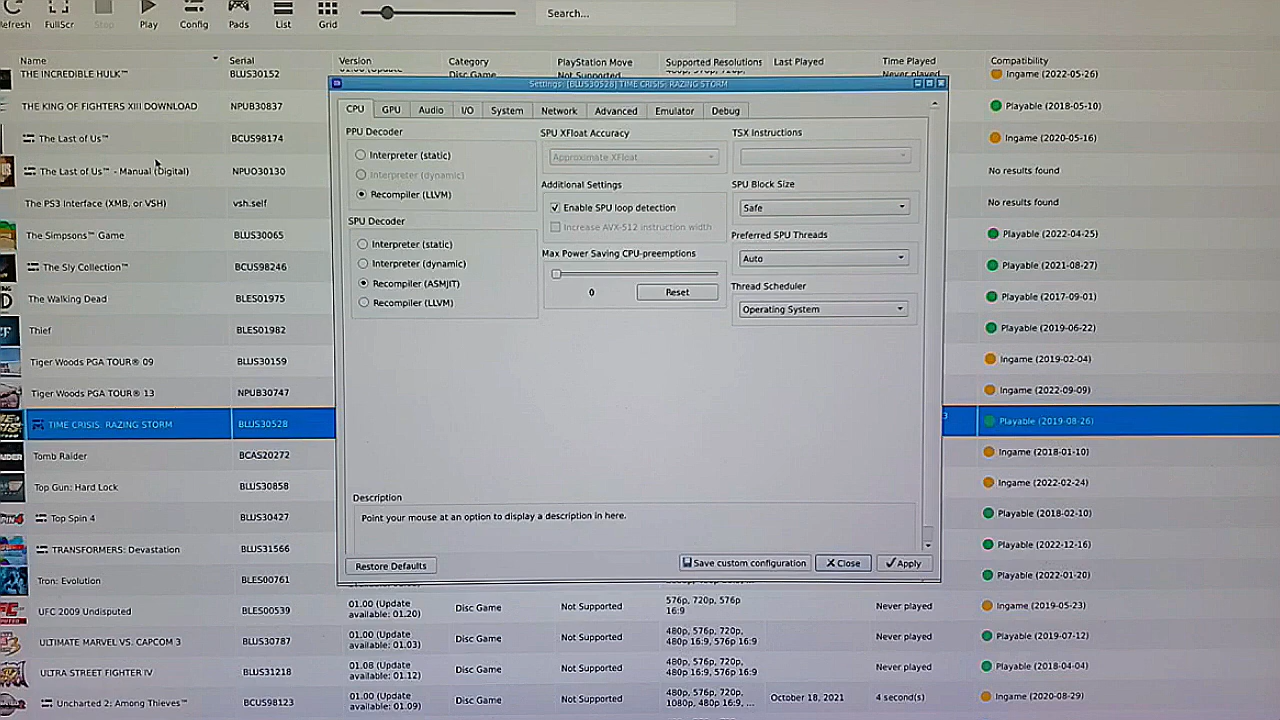 Refresh FullScr Stop Play Config Pads List Grid Search...
Name Serial Version Category PlayStation Move Supported Resolutions Last Played Time Played Compatibility
THE INCREDIBLE HULK™ BLUS30152 Disc Game Not Supported Never played Ingame (2022-05-26)
Settings: [BLUS30528] TIME CRISIS: RAZING STORM
THE KING OF FIGHTERS XIII DOWNLOAD NPUB30837 Playable (2018-05-10)
The Last of Us™ BCUS98174 Ingame (2020-05-16)
The Last of Us™ - Manual (Digital) NPUO30130 No results found
The PS3 Interface (XMB, or VSH) vsh.self No results found
The Simpsons™ Game BLUS30065 Playable (2022-04-25)
The Sly Collection™ BCUS98246 Playable (2021-08-27)
The Walking Dead BLES01975 Playable (2017-09-01)
Thief BLES01982 Playable (2019-06-22)
Tiger Woods PGA TOUR® 09 BLUS30159 Ingame (2019-02-04)
Tiger Woods PGA TOUR® 13 NPUB30747 Ingame (2022-09-09)
TIME CRISIS: RAZING STORM BLUS30528 Playable (2019-08-26)
Tomb Raider BCAS20272 Ingame (2018-01-10)
Top Gun: Hard Lock BLUS30858 Ingame (2022-02-24)
Top Spin 4 BLUS30427 Playable (2018-02-10)
TRANSFORMERS: Devastation BLUS31566 Playable (2022-12-16)
Tron: Evolution BLES00761 Playable (2022-01-20)
CPU GPU Audio I/O System Network Advanced Emulator Debug
PPU Decoder
Interpreter (static)
Interpreter (dynamic)
Recompiler (LLVM)
SPU Decoder
Interpreter (static)
Interpreter (dynamic)
Recompiler (ASMJIT)
Recompiler (LLVM)
SPU XFloat Accuracy
Approximate XFloat
Additional Settings
Enable SPU loop detection
Increase AVX-512 instruction width
Max Power Saving CPU-preemptions
0 Reset
TSX Instructions
SPU Block Size
Safe
Preferred SPU Threads
Auto
Thread Scheduler
Operating System
Description
Point your mouse at an option to display a description in here.
Restore Defaults Save custom configuration Close Apply
UFC 2009 Undisputed BLES00539 01.00 (Update available: 01.20) Disc Game Not Supported 576p, 720p, 576p 16:9 Never played Ingame (2019-05-23)
ULTIMATE MARVEL VS. CAPCOM 3 BLUS30787 01.00 (Update available: 01.03) Disc Game Not Supported 480p, 576p, 720p, 480p 16:9, 576p 16:9 Never played Playable (2019-07-12)
ULTRA STREET FIGHTER IV BLUS31218 01.08 (Update available: 01.12) Disc Game Not Supported 480p, 576p, 720p, 480p 16:9, 576p 16:9 Never played Playable (2018-04-04)
Uncharted 2: Among Thieves™ BCUS98123 01.00 (Update available: 01.09) Disc Game Not Supported 480p, 576p, 720p, 1080p, 480p 16:9, ... October 18, 2021 4 second(s) Ingame (2020-08-29)